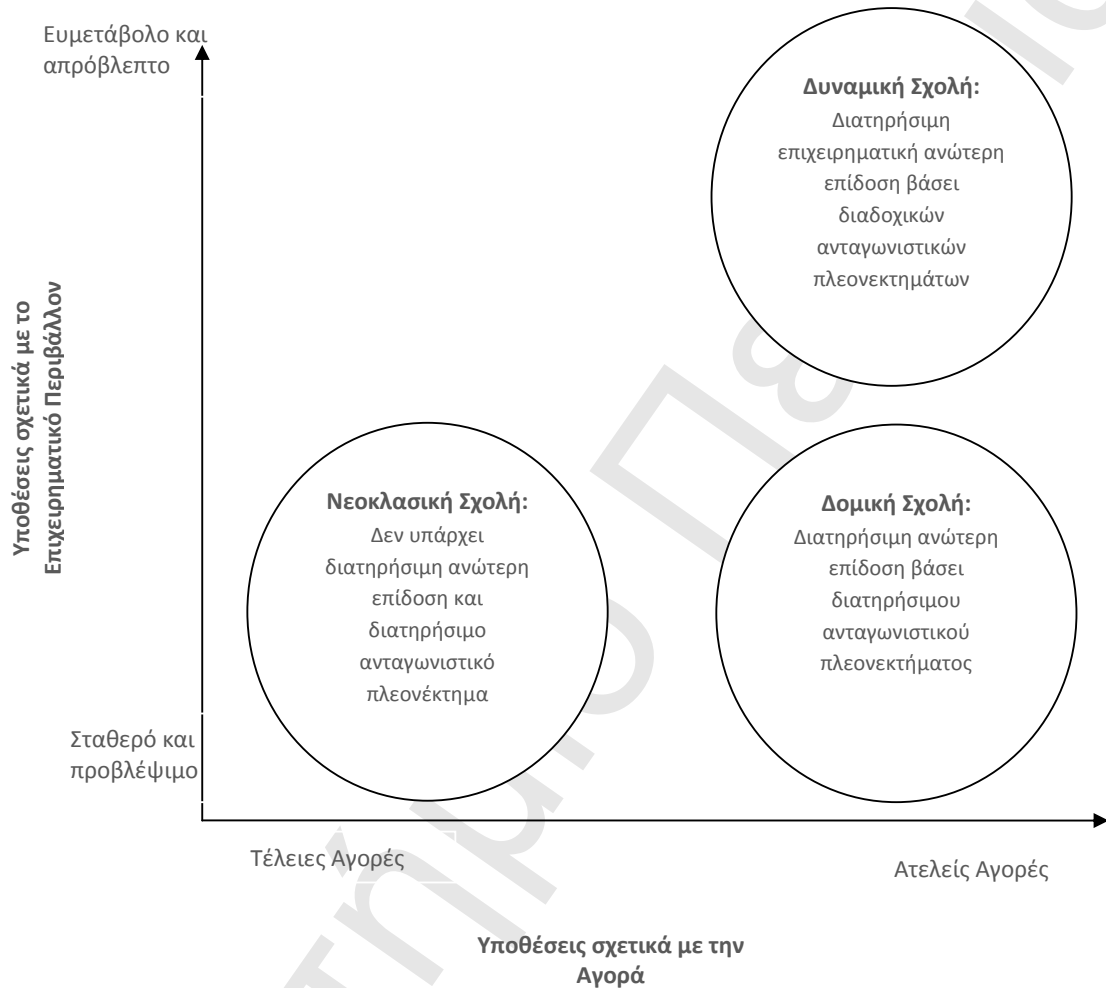 Ευμετάβολο και
απρόβλεπτο
Δυναμική Σχολή:
Διατηρήσιμη
επιχειρηματική ανώτερη
επίδοση βάσει
διαδοχικών
ανταγωνιστικών
πλεονεκτημάτων
Υποθέσεις σχετικά με το
Επιχειρηματικό Περιβάλλον
Νεοκλασική Σχολή:
Δεν υπάρχει
διατηρήσιμη ανώτερη
επίδοση και
διατηρήσιμο
ανταγωνιστικό
πλεονέκτημα
Δομική Σχολή:
Διατηρήσιμη ανώτερη
επίδοση βάσει
διατηρήσιμου
ανταγωνιστικού
πλεονεκτήματος
Σταθερό και
προβλέψιμο
Τέλειες Αγορές
Ατελείς Αγορές
Υποθέσεις σχετικά με την
Αγορά